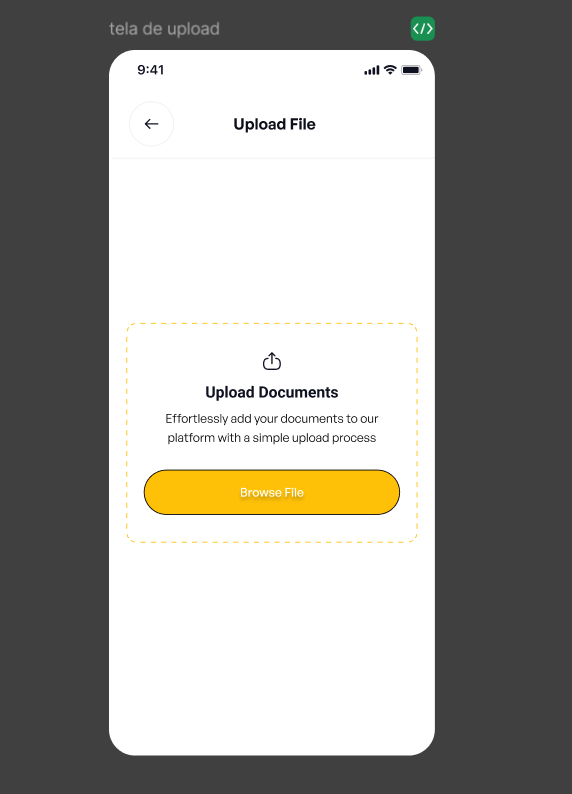 tela de upload
9:41
Upload File
Upload Documents
Effortlessly add your documents to our
platform with a simple upload process
Browse File